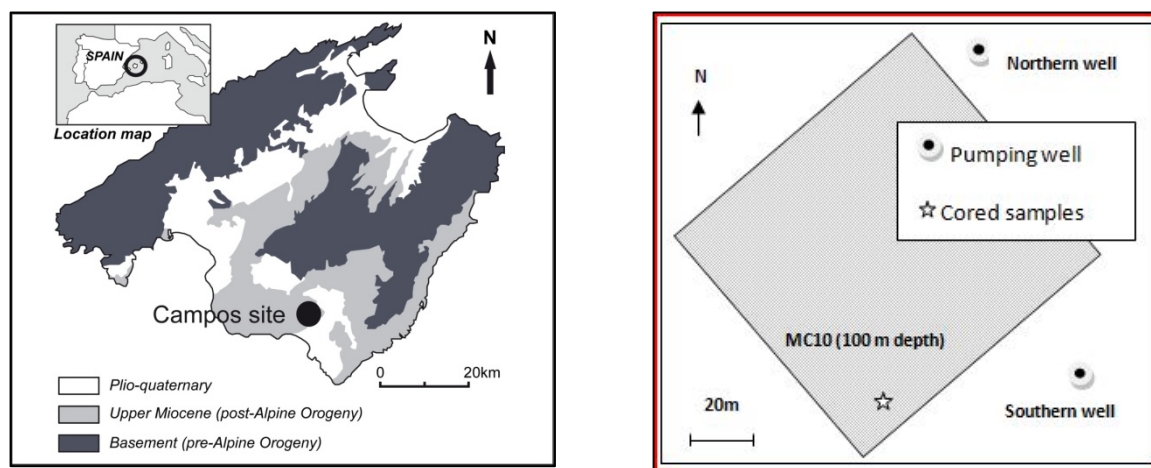 SPAIN
Location map
N
Campos site
0 20km
Plio-quaternary
Upper Miocene (post-Alpine Orogeny)
Basement (pre-Alpine Orogeny)
N
Northern well
Pumping well
Cored samples
MC10 (100 m depth)
20m
Southern well